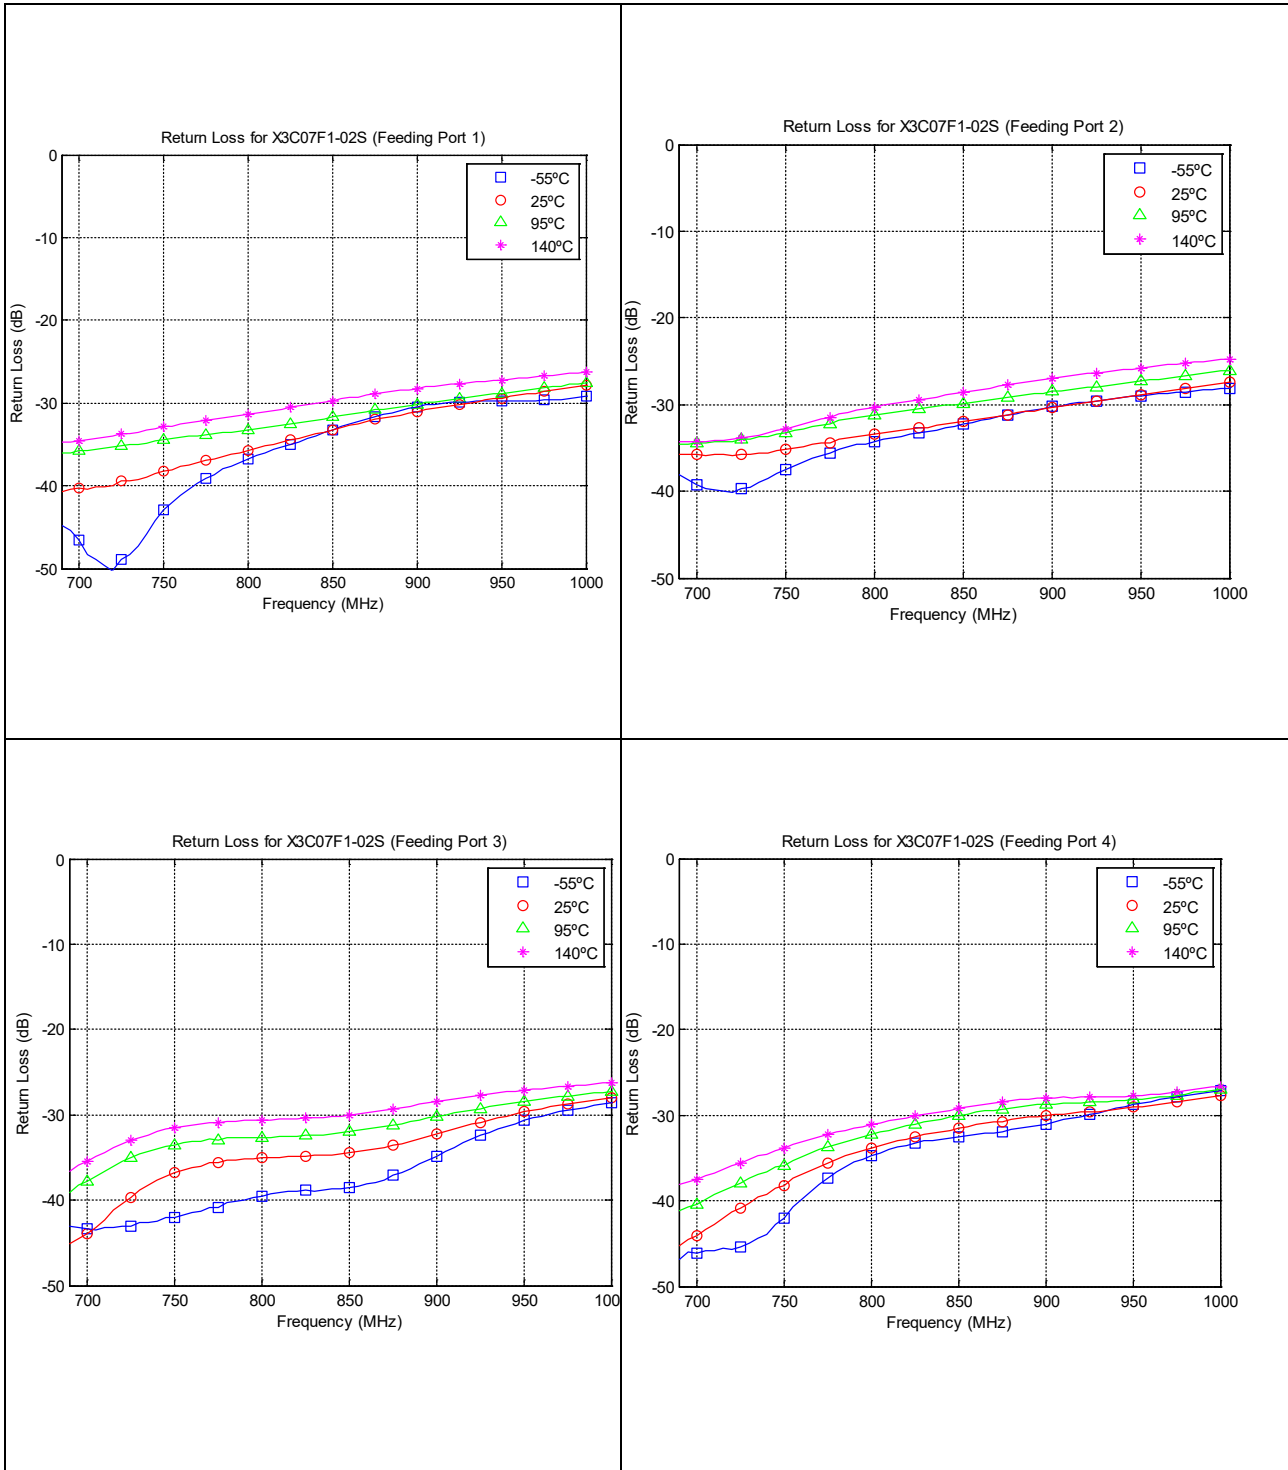 Return Loss for X3C07F1-02S (Feeding Port 1)
0
-10
-20
-30
-40
-50
Return Loss (dB)
700 750 800 850 900 950 1000
Frequency (MHz)
-55ºC
25ºC
95ºC
140ºC
Return Loss for X3C07F1-02S (Feeding Port 2)
0
-10
-20
-30
-40
-50
Return Loss (dB)
700 750 800 850 900 950 1000
Frequency (MHz)
-55ºC
25ºC
95ºC
140ºC
Return Loss for X3C07F1-02S (Feeding Port 3)
0
-10
-20
-30
-40
-50
Return Loss (dB)
700 750 800 850 900 950 100
Frequency (MHz)
-55ºC
25ºC
95ºC
140ºC
Return Loss for X3C07F1-02S (Feeding Port 4)
0
-10
-20
-30
-40
-50
Return Loss (dB)
700 750 800 850 900 950 1000
Frequency (MHz)
-55ºC
25ºC
95ºC
140ºC